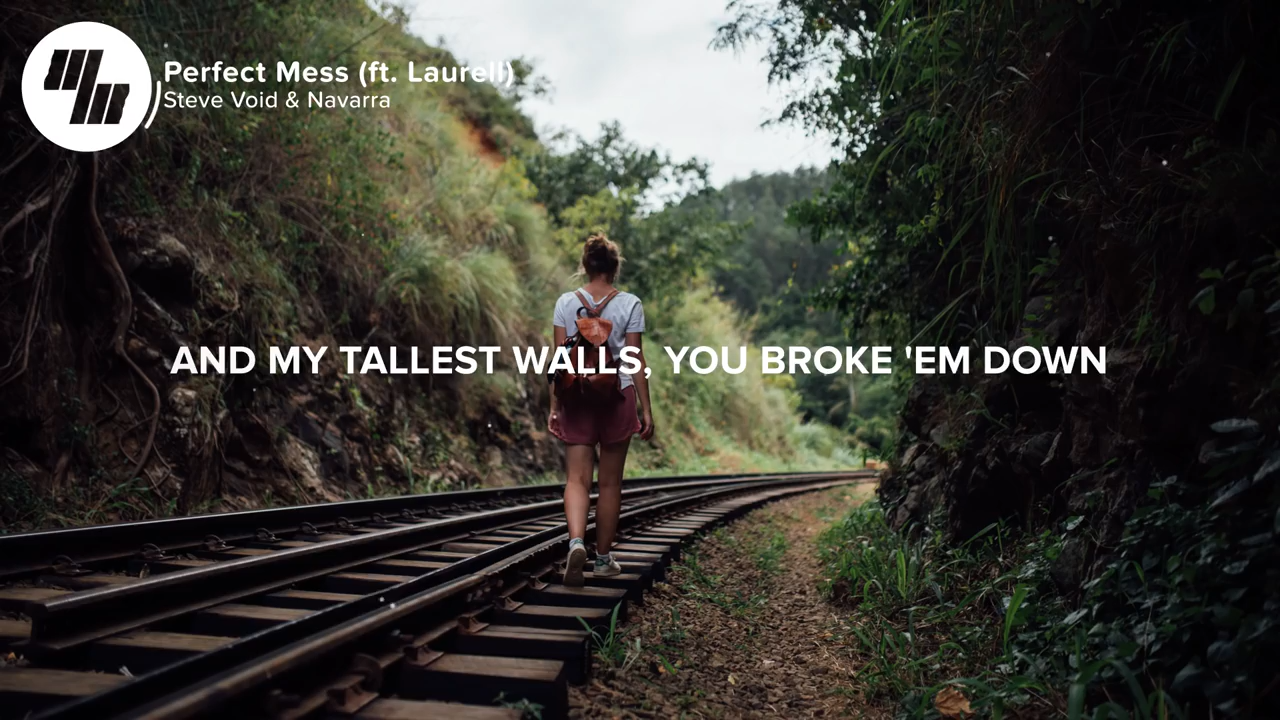 Perfect Mess (ft. Laurell)
Steve Void & Navarra
AND MY TALLEST WALLS, YOU BROKE 'EM DOWN